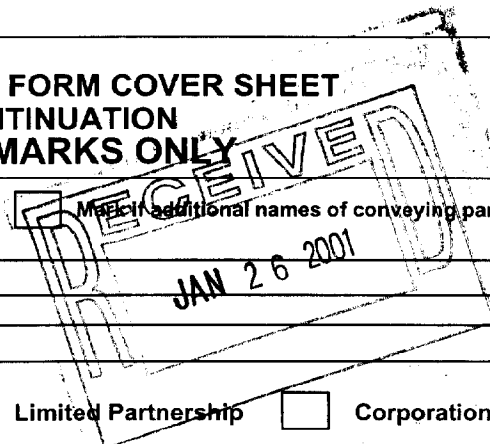 FORM COVER SHEET
NTINUATION
MARKS ONLY
RECEIVED
Mark if additional names of conveying par
JAN 26 2001
Limited Partnership Corporation